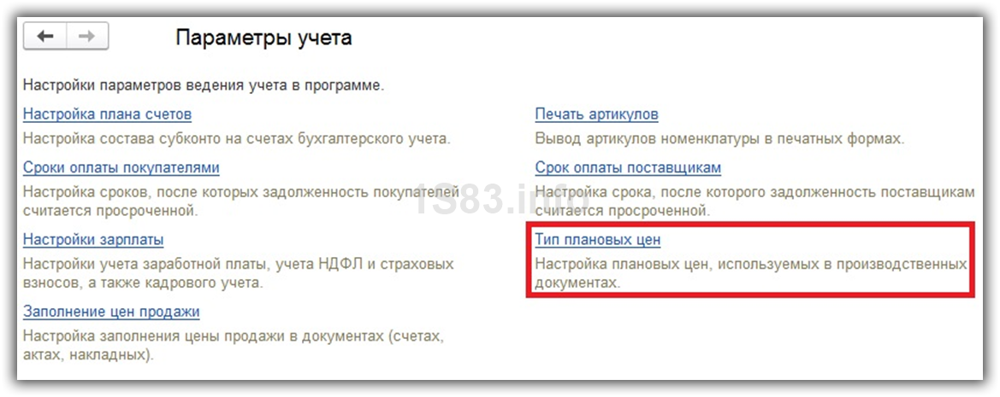 Параметры учета
Настройки параметров ведения учета в программе.
Настройка плана счетов
Настройка состава субконто на счетах бухгалтерского учета.
Сроки оплаты покупателями
Настройка сроков, после которых задолженность покупателей
считается просроченной.
Настройки зарплаты
Настройки учета заработной платы, учета НДФЛ и страховых
взносов, а также кадрового учета.
Заполнение цен продажи
Настройка заполнения цены продажи в документах (счетах,
актах, накладных).
Печать артикулов
Вывод артикулов номенклатуры в печатных формах.
Срок оплаты поставщикам
Настройка срока, после которого задолженность поставщикам
считается просроченной.
Тип плановых цен
Настройка плановых цен, используемых в производственных
документах.
1S83.info